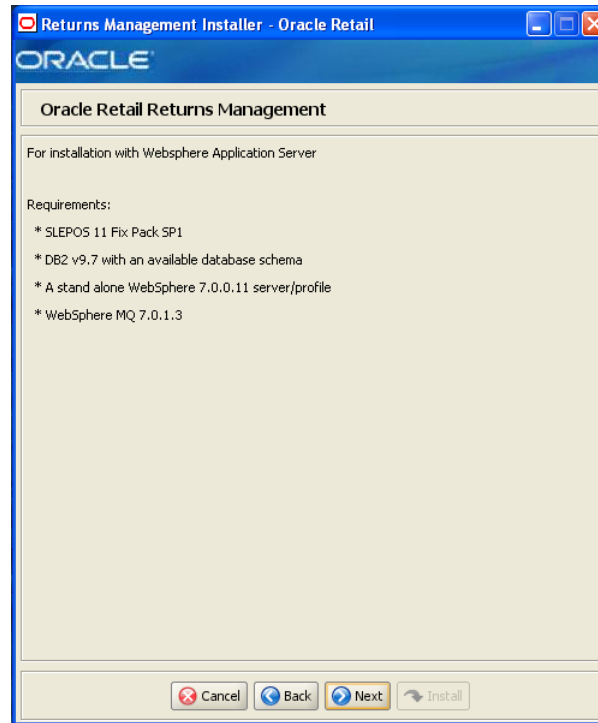 Returns Management Installer - Oracle Retail
ORACLE
Oracle Retail Returns Management
For installation with Websphere Application Server
Requirements:
* SLEPOS 11 Fix Pack SP1
* DB2 v9.7 with an available database schema
* A stand alone WebSphere 7.0.0.11 server/profile
* WebSphere MQ 7.0.1.3
Cancel Back Next Install